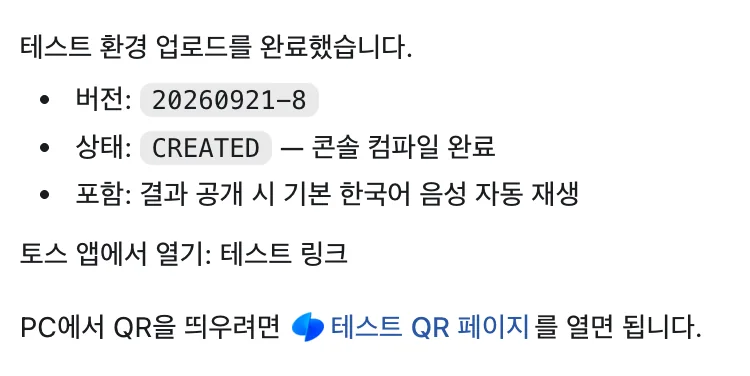 테스트 환경 업로드를 완료했습니다.
• 버전: 20260921-8
• 상태: CREATED — 콘솔 컴파일 완료
• 포함: 결과 공개 시 기본 한국어 음성 자동 재생
토스 앱에서 열기: 테스트 링크
PC에서 QR을 띄우려면 테스트 QR 페이지를 열면 됩니다.